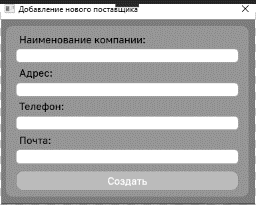 Добавление нового поставщика
Наименование компании:
Адрес:
Телефон:
Почта:
Создать